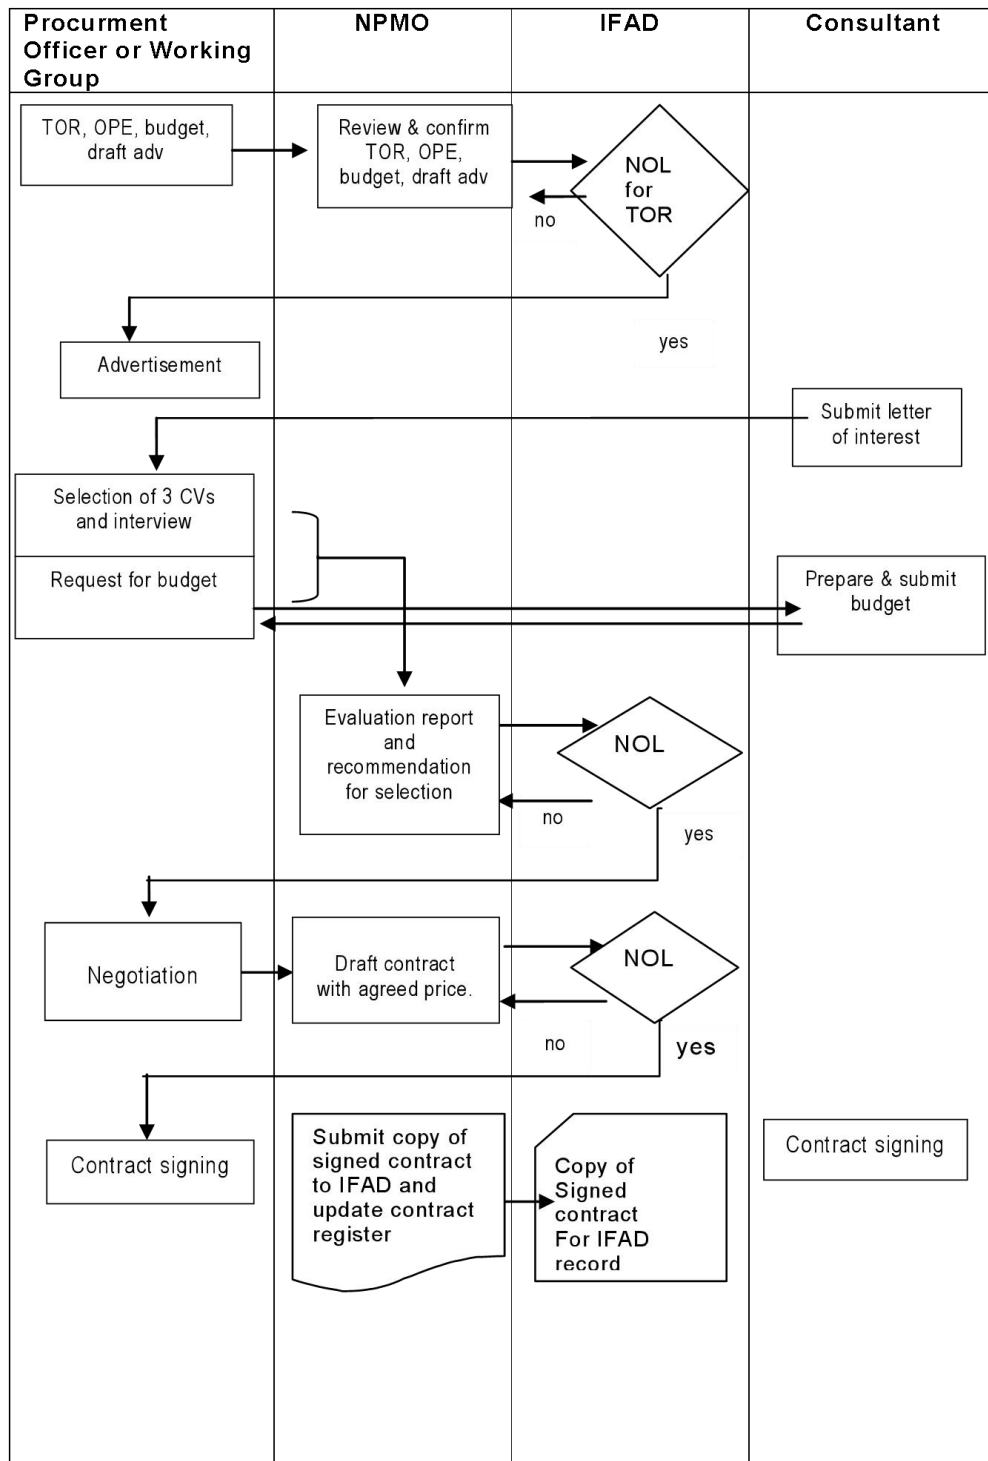 Procurment
Officer or Working
Group
NPMO
IFAD
Consultant
TOR, OPE, budget,
draft adv
Review & confirm
TOR, OPE,
budget, draft adv
NOL
for
TOR
no
yes
Advertisement
Submit letter
of interest
Selection of 3 CVs
and interview
Request for budget
Prepare & submit
budget
Evaluation report
and
recommendation
for selection
NOL
no
yes
Negotiation
Draft contract
with agreed price.
NOL
no
yes
Contract signing
Submit copy of
signed contract
to IFAD and
update contract
register
Copy of
Signed
contract
For IFAD
record
Contract signing